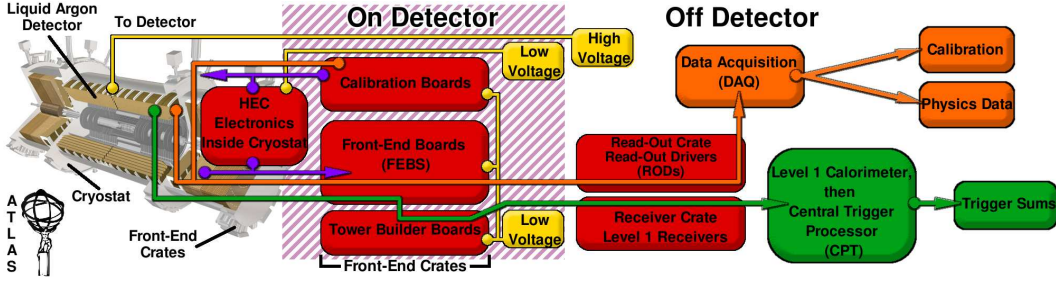 Liquid Argon
Detector
To Detector
On Detector
Off Detector
High
Voltage
Low
Voltage
Calibration Boards
HEC
Electronics
Inside Cryostat
Front-End Boards
(FEBS)
Tower Builder Boards
Low
Voltage
Front-End Crates
Cryostat
Front-End
Crates
A
T
L
A
S
Data Acquisition
(DAQ)
Calibration
Physics Data
Read-Out Crate
Read-Out Drivers
(RODs)
Receiver Crate
Level 1 Receivers
Level 1 Calorimeter,
then
Central Trigger
Processor
(CPT)
Trigger Sums